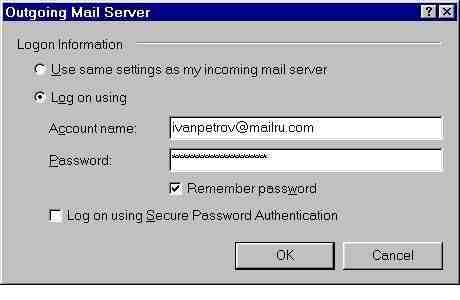 Outgoing Mail Server
Logon Information
Use same settings as my incoming mail server
Log on using
Account name: ivanpetrov@mailru.com
Password: ******************
Remember password
Log on using Secure Password Authentication
OK Cancel